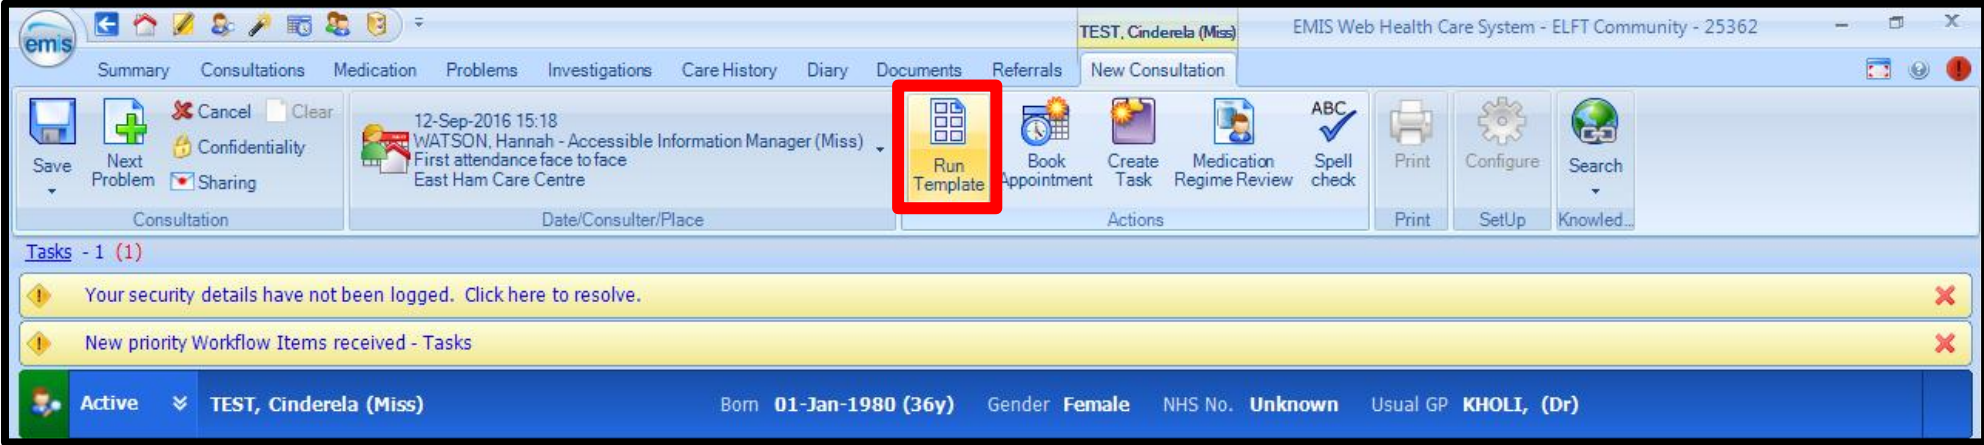 emis
TEST, Cinderela (Miss)
EMIS Web Health Care System - ELFT Community - 25362
Summary Consultations Medication Problems Investigations Care History Diary Documents Referrals New Consultation
Save
Next Problem
Cancel Clear
Confidentiality
Sharing
Consultation
12-Sep-2016 15:18
WATSON, Hannah - Accessible Information Manager (Miss)
First attendance face to face
East Ham Care Centre
Date/Consulter/Place
Run
Template
Book
Appointment
Create
Task
Medication
Regime Review
ABC
Spell
check
Actions
Print
Print
Configure
SetUp
Search
Knowled...
Tasks - 1 (1)
Your security details have not been logged. Click here to resolve.
New priority Workflow Items received - Tasks
Active TEST, Cinderela (Miss) Born 01-Jan-1980 (36y) Gender Female NHS No. Unknown Usual GP KHOLI, (Dr)